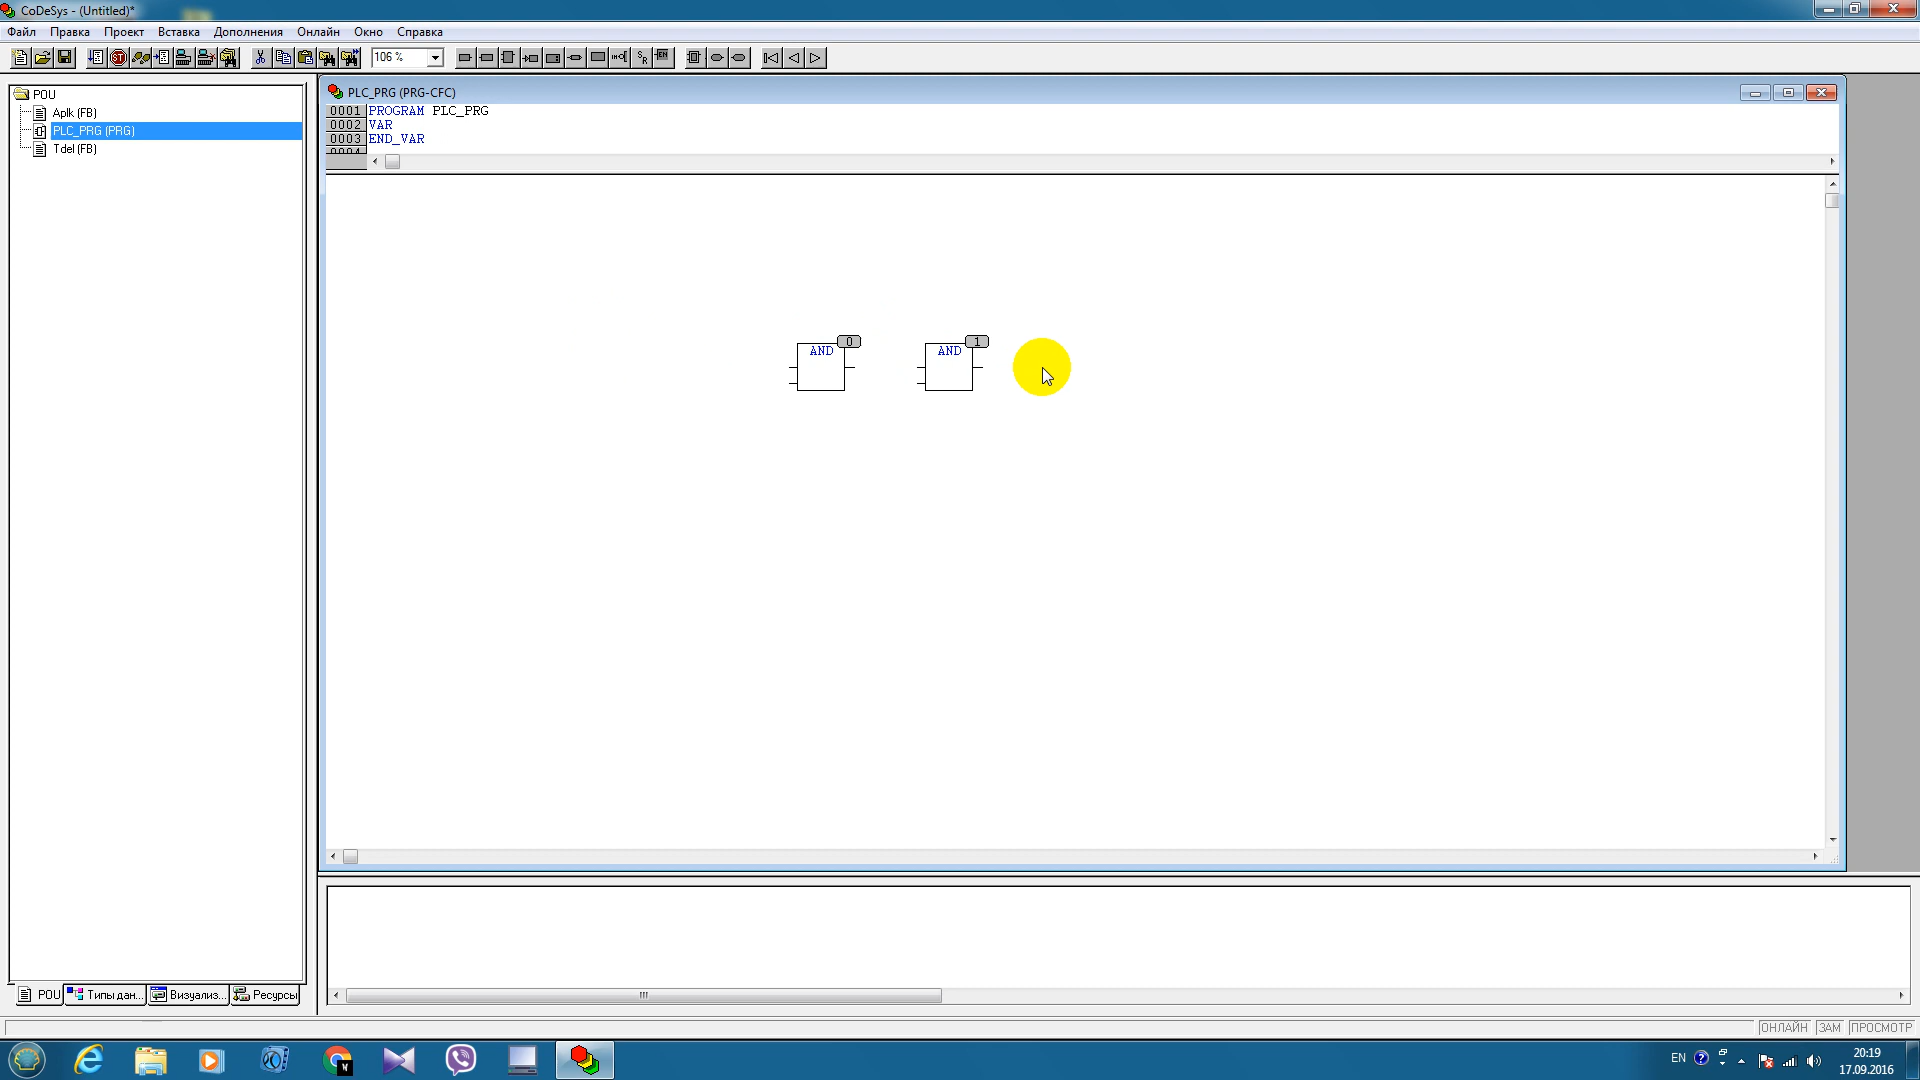 CoDeSys - (Untitled)*
Файл Правка Проект Вставка Дополнения Онлайн Окно Справка
106 %
POU
Aplk (FB)
PLC_PRG (PRG)
Tdel (FB)
PLC_PRG (PRG-CFC)
0001 PROGRAM PLC_PRG
0002 VAR
0003 END_VAR
0004
0 1
AND AND
POU Типы дан... Визуализ... Ресурсы
ОНЛАЙН ЗАМ ПРОСМОТР
EN
20:19
17.09.2016